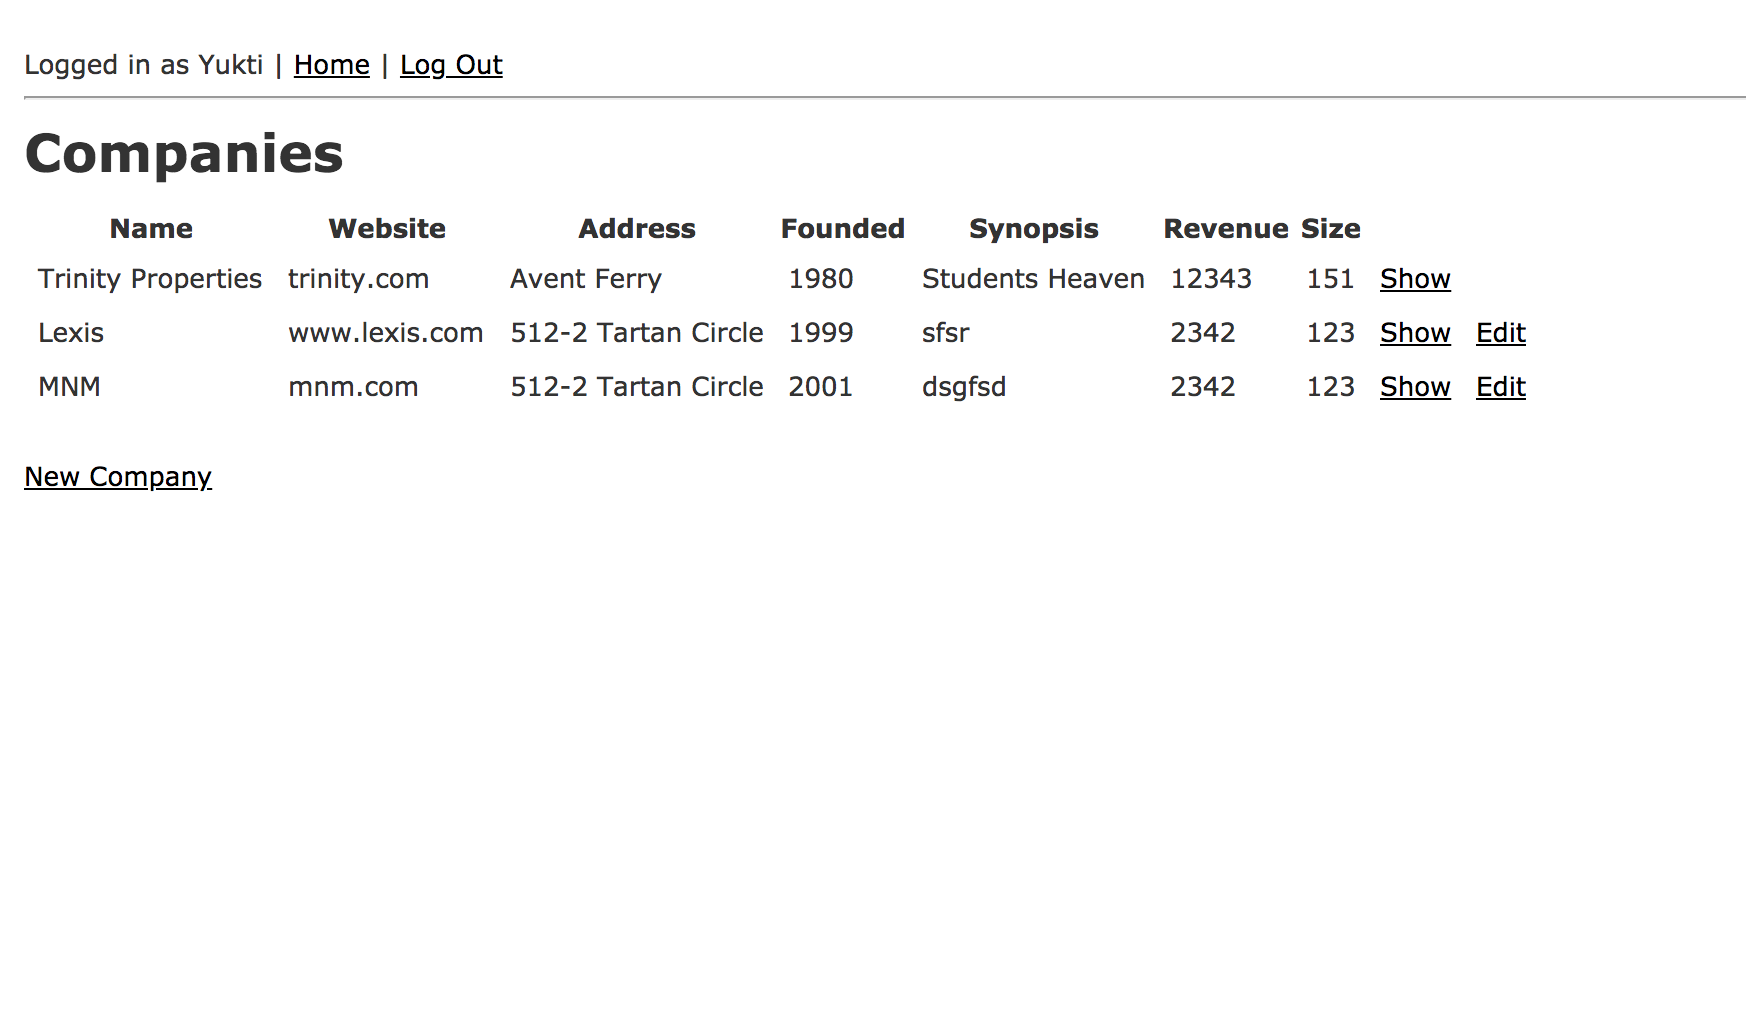 Logged in as Yukti | Home | Log Out
Companies
Name Website Address Founded Synopsis Revenue Size
Trinity Properties trinity.com Avent Ferry 1980 Students Heaven 12343 151 Show
Lexis www.lexis.com 512-2 Tartan Circle 1999 sfsr 2342 123 Show Edit
MNM mnm.com 512-2 Tartan Circle 2001 dsgfsd 2342 123 Show Edit
New Company